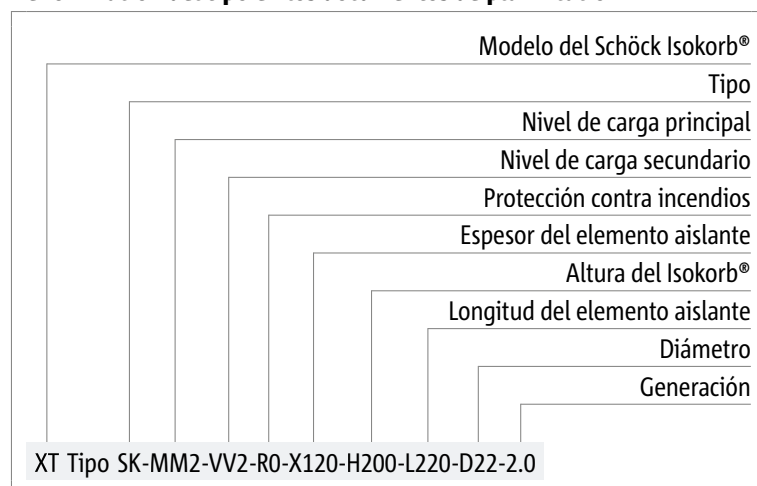 Modelo del Schöck Isokorb®
Tipo
Nivel de carga principal
Nivel de carga secundario
Protección contra incendios
Espesor del elemento aislante
Altura del Isokorb®
Longitud del elemento aislante
Diámetro
Generación
XT Tipo SK-MM2-VV2-R0-X120-H200-L220-D22-2.0